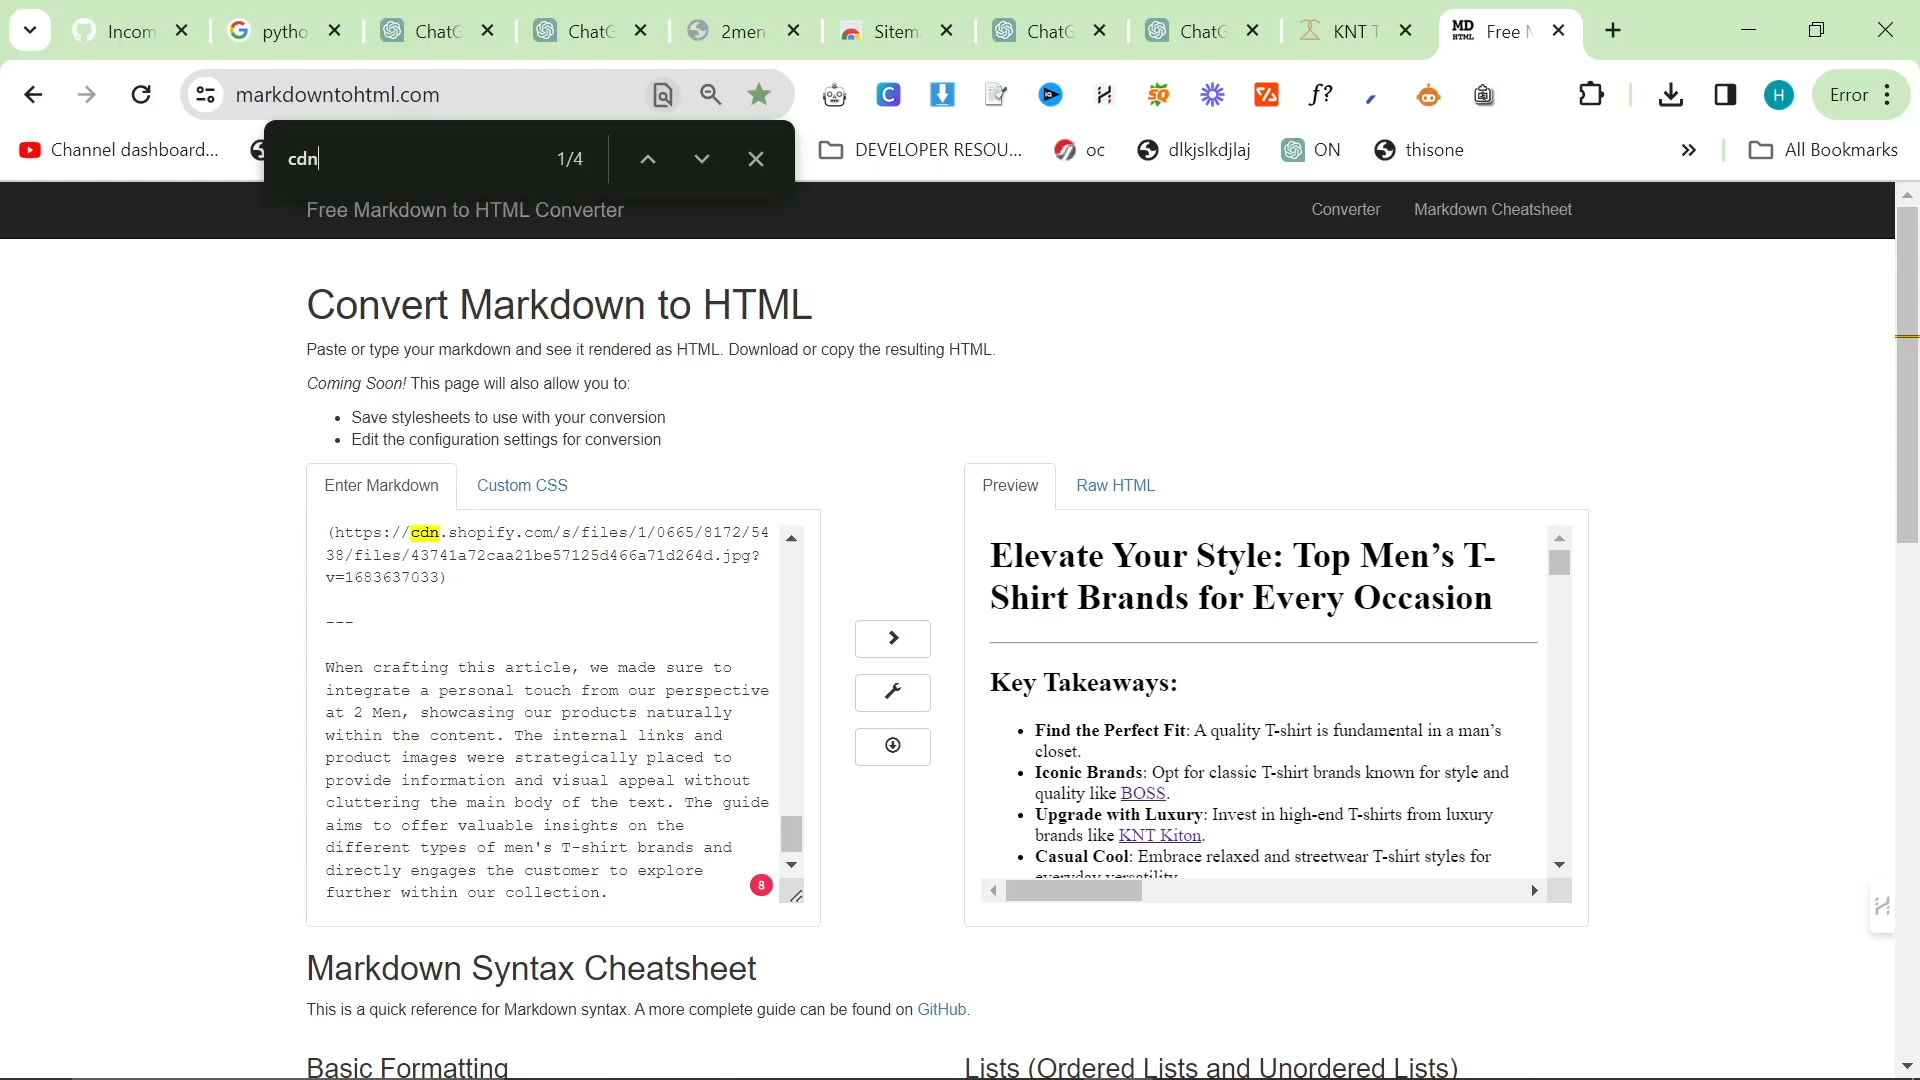 Incom
pytho
ChatG
ChatG
2men
Sitem
ChatG
ChatG
KNT T
MD
HTML
Free M
markdowntohtml.com
Error
Channel dashboard...
DEVELOPER RESOU...
oc
dlkjslkdjlaj
ON
thisone
All Bookmarks
cdn
1/4
Free Markdown to HTML Converter
Converter
Markdown Cheatsheet
Convert Markdown to HTML
Paste or type your markdown and see it rendered as HTML. Download or copy the resulting HTML.
Coming Soon! This page will also allow you to:
• Save stylesheets to use with your conversion
• Edit the configuration settings for conversion
Enter Markdown
Custom CSS
(https://cdn.shopify.com/s/files/1/0665/8172/54
38/files/43741a72caa21be57125d466a71d264d.jpg?
v=1683637033)
---
When crafting this article, we made sure to
integrate a personal touch from our perspective
at 2 Men, showcasing our products naturally
within the content. The internal links and
product images were strategically placed to
provide information and visual appeal without
cluttering the main body of the text. The guide
aims to offer valuable insights on the
different types of men's T-shirt brands and
directly engages the customer to explore
further within our collection.
8
Preview
Raw HTML
Elevate Your Style: Top Men’s T-
Shirt Brands for Every Occasion
Key Takeaways:
• Find the Perfect Fit: A quality T-shirt is fundamental in a man’s
closet.
• Iconic Brands: Opt for classic T-shirt brands known for style and
quality like BOSS.
• Upgrade with Luxury: Invest in high-end T-shirts from luxury
brands like KNT Kiton.
• Casual Cool: Embrace relaxed and streetwear T-shirt styles for
everyday versatility.
Markdown Syntax Cheatsheet
This is a quick reference for Markdown syntax. A more complete guide can be found on GitHub.
Basic Formatting
Lists (Ordered Lists and Unordered Lists)
H